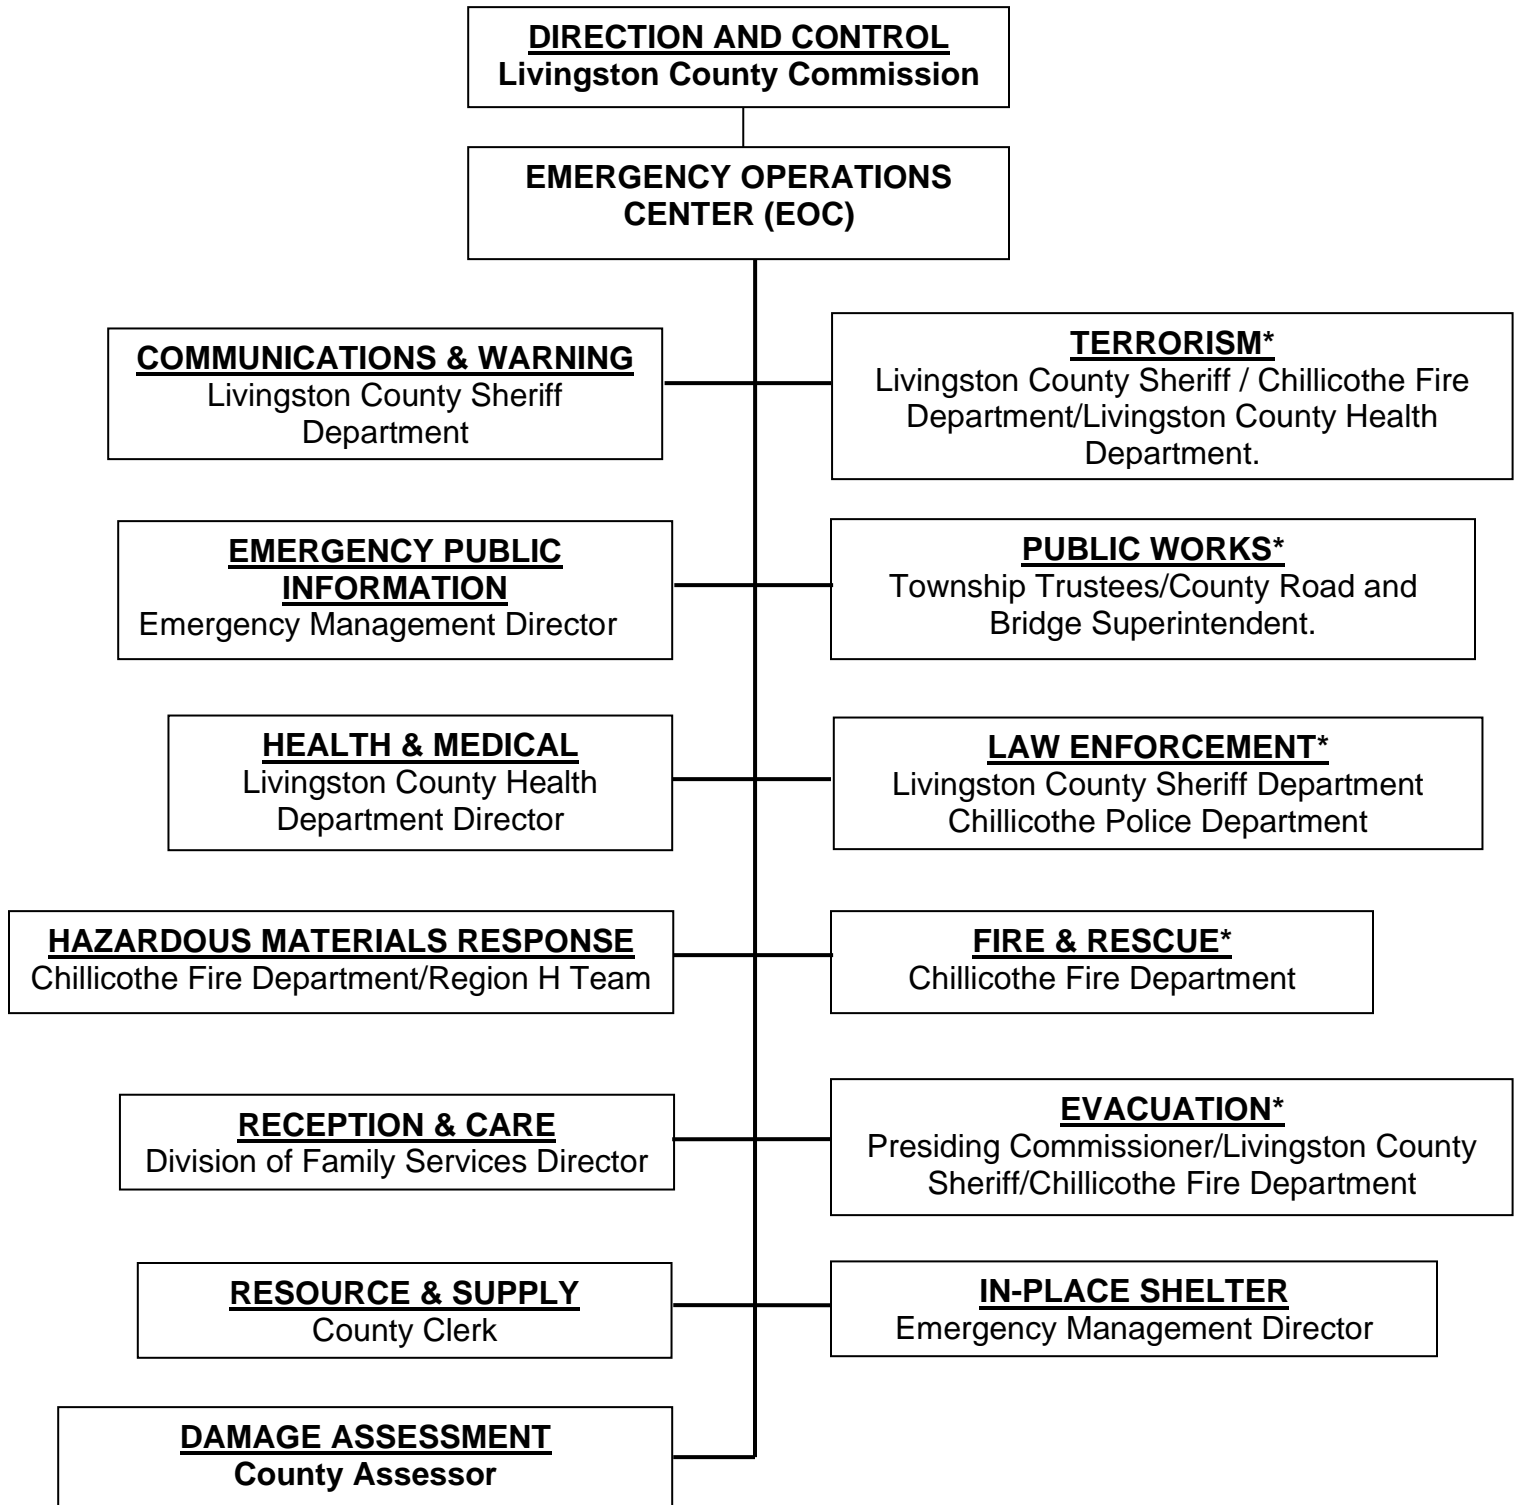 DIRECTION AND CONTROL
Livingston County Commission
EMERGENCY OPERATIONS
CENTER (EOC)
COMMUNICATIONS & WARNING
Livingston County Sheriff
Department
TERRORISM*
Livingston County Sheriff / Chillicothe Fire
Department/Livingston County Health
Department.
EMERGENCY PUBLIC
INFORMATION
Emergency Management Director
PUBLIC WORKS*
Township Trustees/County Road and
Bridge Superintendent.
HEALTH & MEDICAL
Livingston County Health
Department Director
LAW ENFORCEMENT*
Livingston County Sheriff Department
Chillicothe Police Department
HAZARDOUS MATERIALS RESPONSE
Chillicothe Fire Department/Region H Team
FIRE & RESCUE*
Chillicothe Fire Department
RECEPTION & CARE
Division of Family Services Director
EVACUATION*
Presiding Commissioner/Livingston County
Sheriff/Chillicothe Fire Department
RESOURCE & SUPPLY
County Clerk
IN-PLACE SHELTER
Emergency Management Director
DAMAGE ASSESSMENT
County Assessor